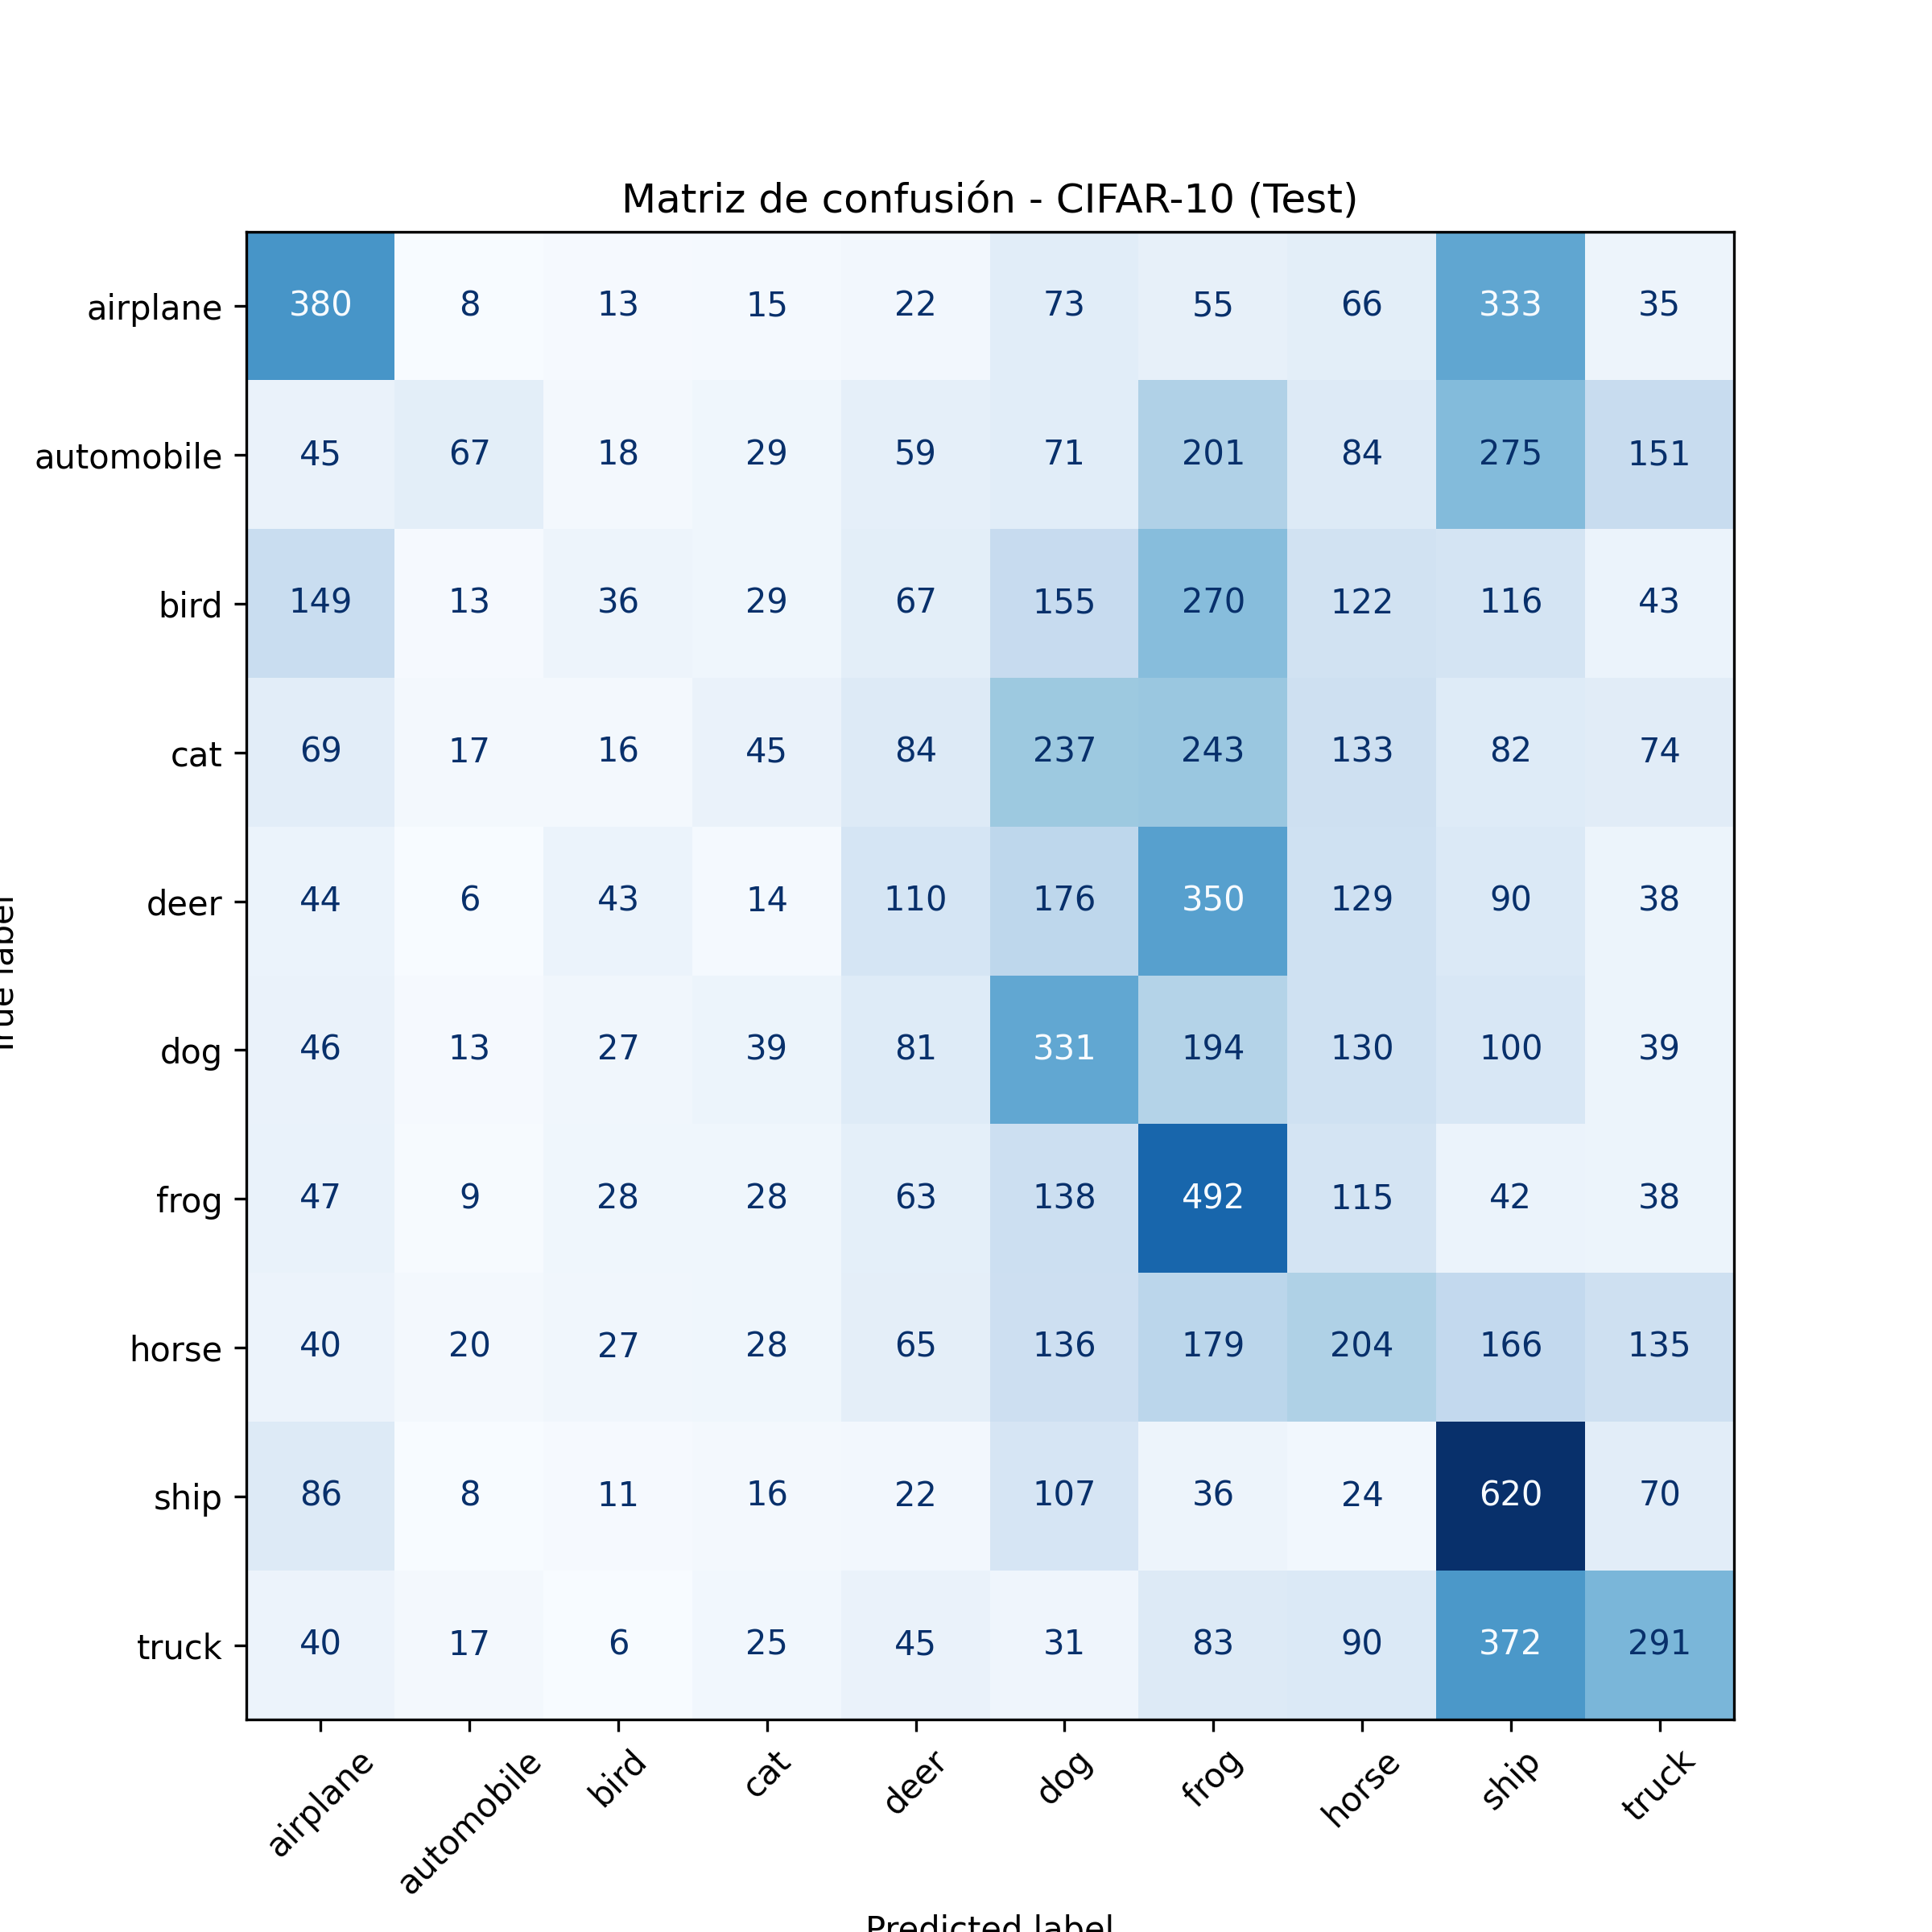 Matriz de confusión - CIFAR-10 (Test)
airplane 380 8 13 15 22 73 55 66 333 35
automobile 45 67 18 29 59 71 201 84 275 151
bird 149 13 36 29 67 155 270 122 116 43
cat 69 17 16 45 84 237 243 133 82 74
deer 44 6 43 14 110 176 350 129 90 38
dog 46 13 27 39 81 331 194 130 100 39
frog 47 9 28 28 63 138 492 115 42 38
horse 40 20 27 28 65 136 179 204 166 135
ship 86 8 11 16 22 107 36 24 620 70
truck 40 17 6 25 45 31 83 90 372 291
True label
airplane automobile bird cat deer dog frog horse ship truck
Predicted label